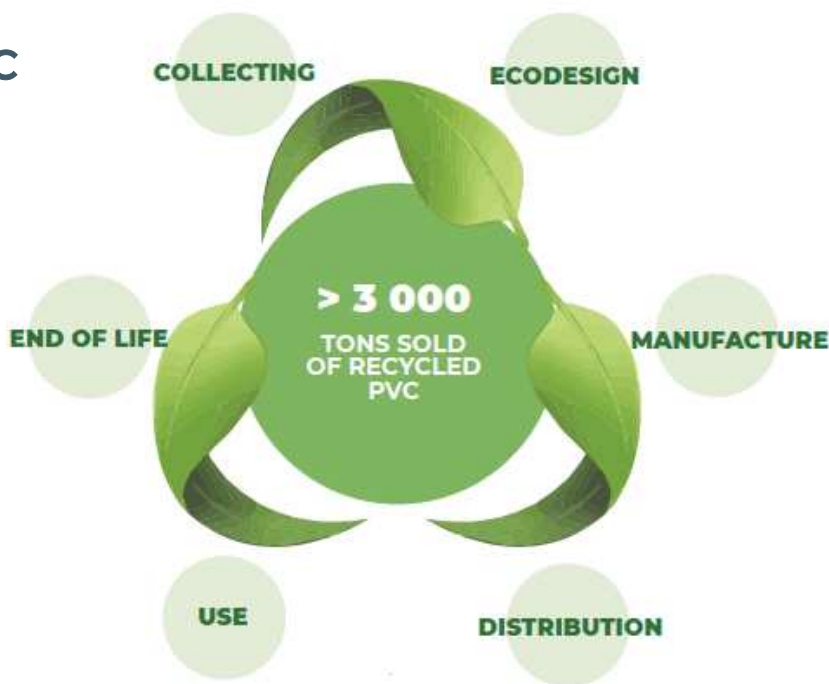 C
COLLECTING
ECODESIGN
> 3 000
TONS SOLD
OF RECYCLED
PVC
END OF LIFE
MANUFACTURE
USE
DISTRIBUTION